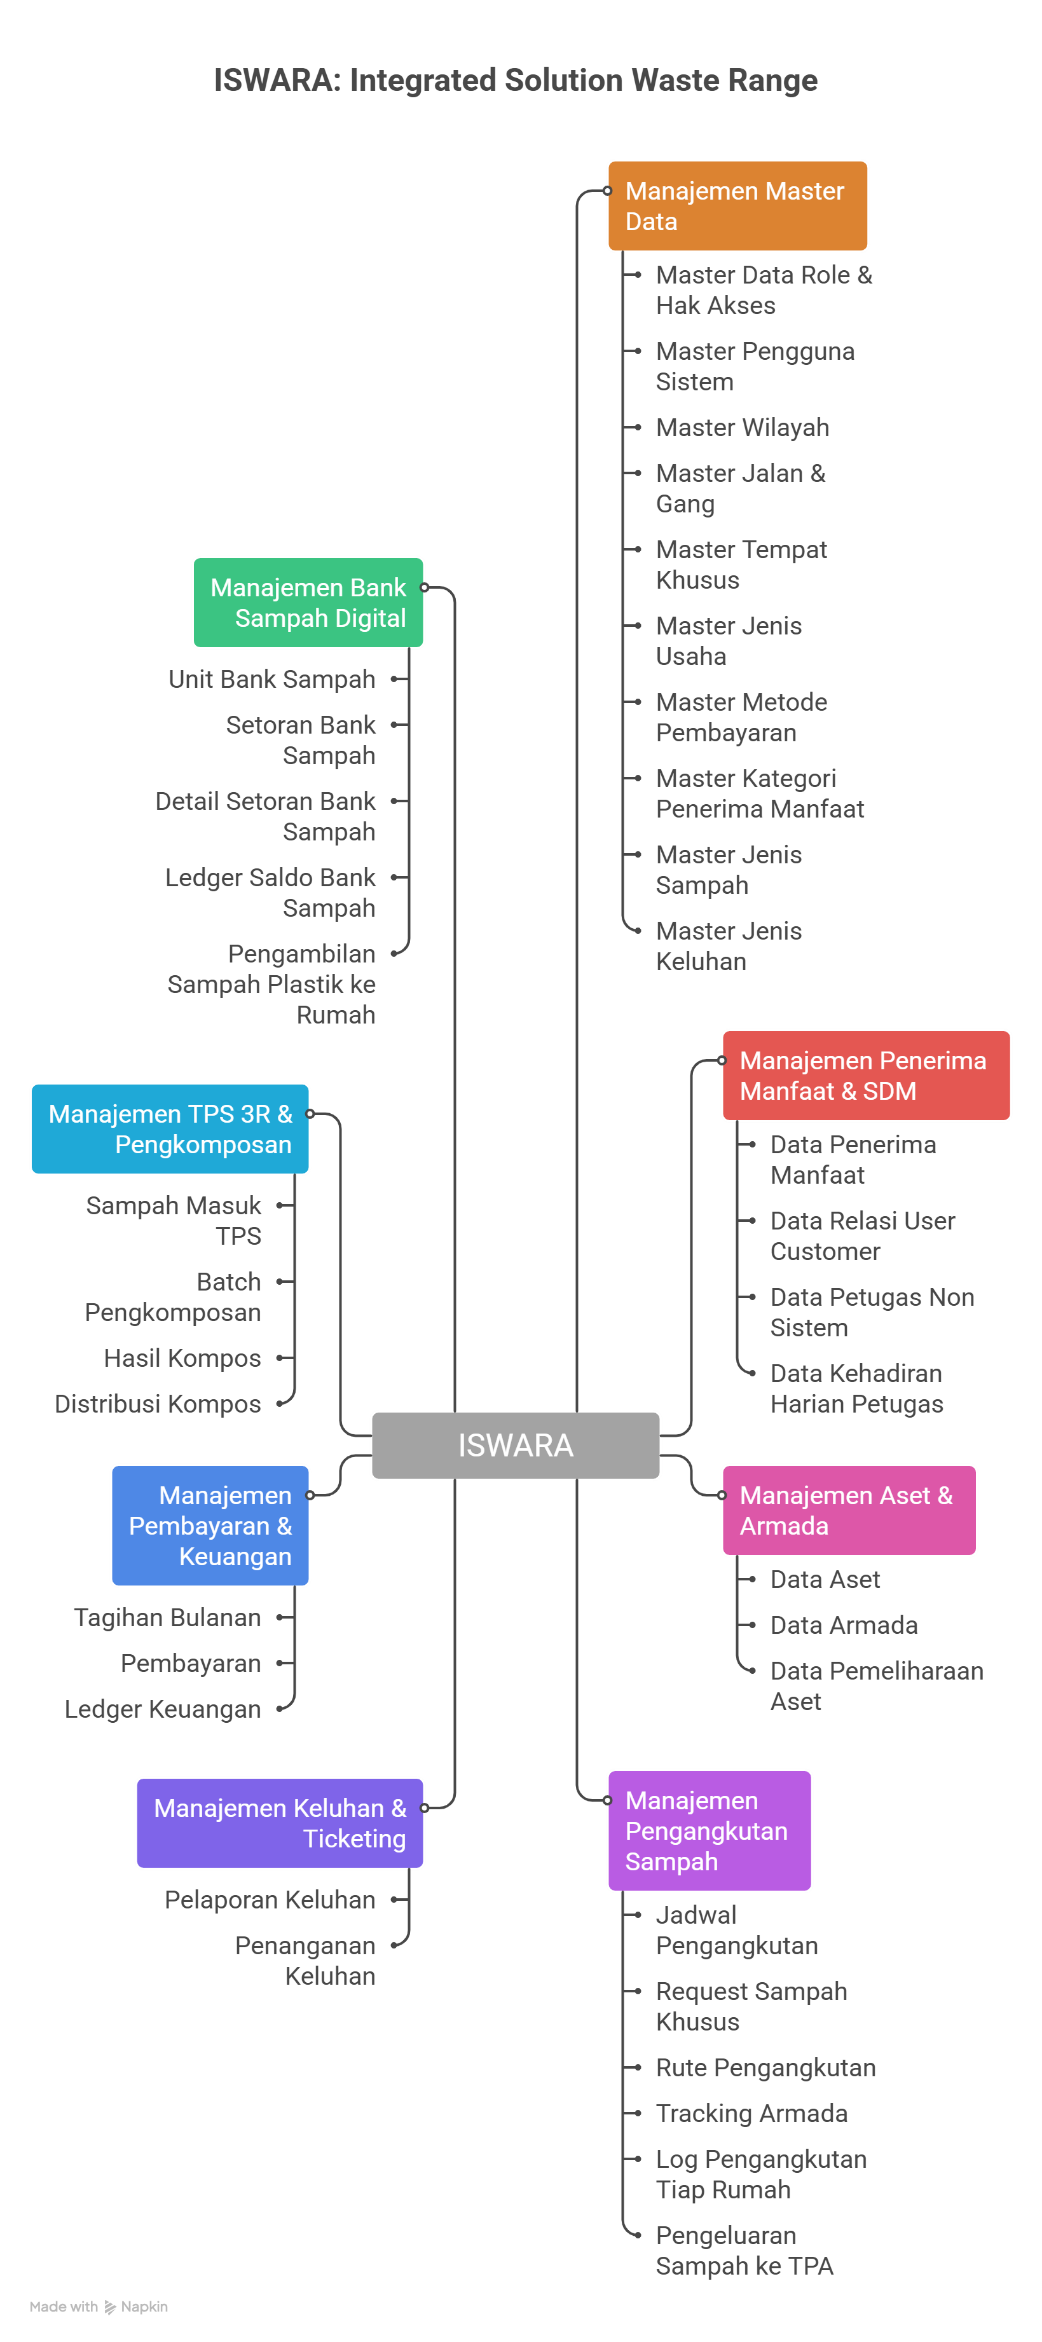 ISWARA: Integrated Solution Waste Range
Manajemen Master
Data
Master Data Role &
Hak Akses
Master Pengguna
Sistem
Master Wilayah
Master Jalan &
Gang
Master Tempat
Khusus
Master Jenis
Usaha
Master Metode
Pembayaran
Master Kategori
Penerima Manfaat
Master Jenis
Sampah
Master Jenis
Keluhan
Manajemen Bank
Sampah Digital
Unit Bank Sampah
Setoran Bank
Sampah
Detail Setoran Bank
Sampah
Ledger Saldo Bank
Sampah
Pengambilan
Sampah Plastik ke
Rumah
Manajemen Penerima
Manfaat & SDM
Data Penerima
Manfaat
Data Relasi User
Customer
Data Petugas Non
Sistem
Data Kehadiran
Harian Petugas
Manajemen TPS 3R &
Pengkomposan
Sampah Masuk
TPS
Batch
Pengkomposan
Hasil Kompos
Distribusi Kompos
ISWARA
Manajemen
Pembayaran &
Keuangan
Tagihan Bulanan
Pembayaran
Ledger Keuangan
Manajemen Aset &
Armada
Data Aset
Data Armada
Data Pemeliharaan
Aset
Manajemen Keluhan &
Ticketing
Pelaporan Keluhan
Penanganan
Keluhan
Manajemen
Pengangkutan
Sampah
Jadwal
Pengangkutan
Request Sampah
Khusus
Rute Pengangkutan
Tracking Armada
Log Pengangkutan
Tiap Rumah
Pengeluaran
Sampah ke TPA
Made with Napkin